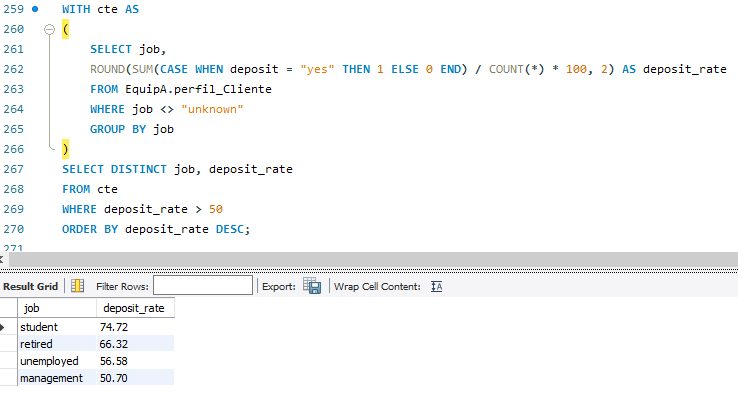 259 WITH cte AS
260 (
261 SELECT job,
262 ROUND(SUM(CASE WHEN deposit = "yes" THEN 1 ELSE 0 END) / COUNT(*) * 100, 2) AS deposit_rate
263 FROM EquipA.perfil_Cliente
264 WHERE job <> "unknown"
265 GROUP BY job
266 )
267 SELECT DISTINCT job, deposit_rate
268 FROM cte
269 WHERE deposit_rate > 50
270 ORDER BY deposit_rate DESC;
271
Result Grid Filter Rows: Export: Wrap Cell Content: IA
job deposit_rate
student 74.72
retired 66.32
unemployed 56.58
management 50.70